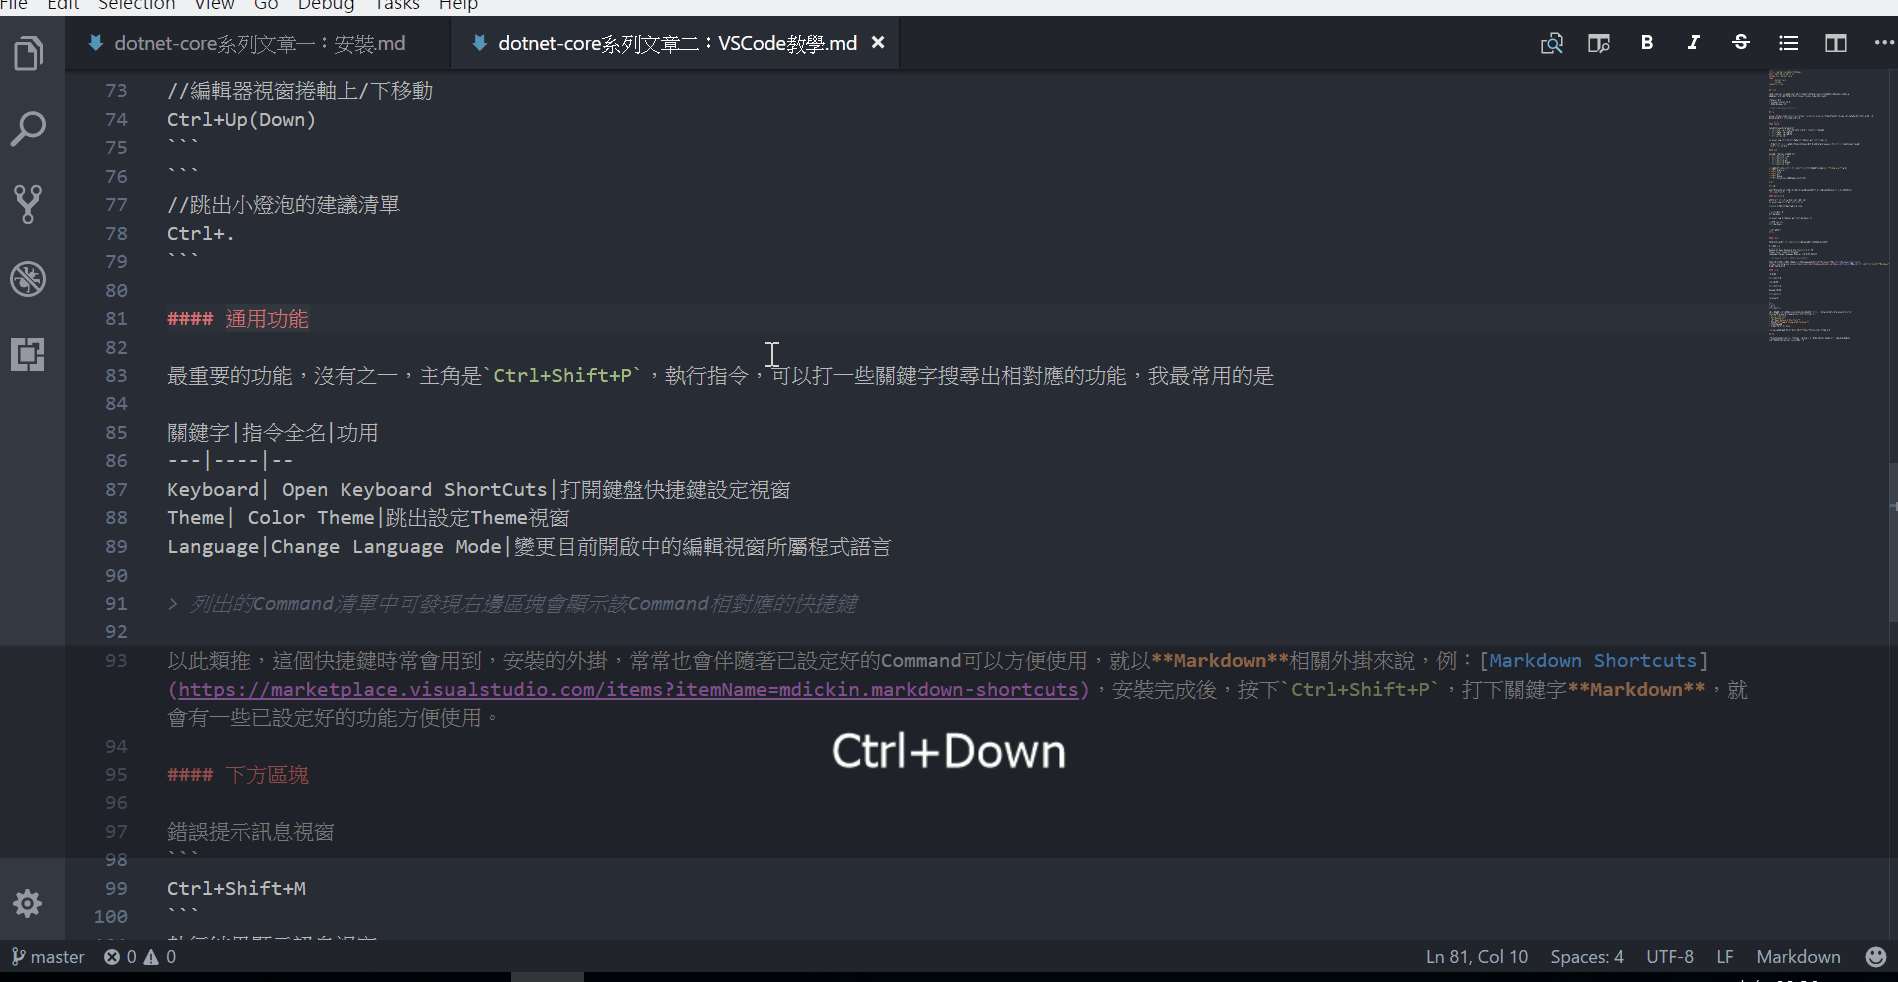 File Edit Selection View Go Debug Tasks Help
dotnet-core系列文章一：安裝.md
dotnet-core系列文章二：VSCode教學.md
73 //編輯器視窗捲軸上/下移動
74 Ctrl+Up(Down)
75 ```
76 ```
77 //跳出小燈泡的建議清單
78 Ctrl+.
79 ```
80
81 #### 通用功能
82
83 最重要的功能，沒有之一，主角是`Ctrl+Shift+P`，執行指令，可以打一些關鍵字搜尋出相對應的功能，我最常用的是
84
85 關鍵字|指令全名|功用
86 ---|----|--
87 Keyboard| Open Keyboard ShortCuts|打開鍵盤快捷鍵設定視窗
88 Theme| Color Theme|跳出設定Theme視窗
89 Language|Change Language Mode|變更目前開啟中的編輯視窗所屬程式語言
90
91 > 列出的Command清單中可發現右邊區塊會顯示該Command相對應的快捷鍵
92
93 以此類推，這個快捷鍵時常會用到，安裝的外掛，常常也會伴隨著已設定好的Command可以方便使用，就以**Markdown**相關外掛來說，例：[Markdown Shortcuts]
(https://marketplace.visualstudio.com/items?itemName=mdickin.markdown-shortcuts)，安裝完成後，按下`Ctrl+Shift+P`，打下關鍵字**Markdown**，就
會有一些已設定好的功能方便使用。
94
Ctrl+Down
95 #### 下方區塊
96
97 錯誤提示訊息視窗
98 ```
99 Ctrl+Shift+M
100 ```
master 0 0 Ln 81, Col 10 Spaces: 4 UTF-8 LF Markdown